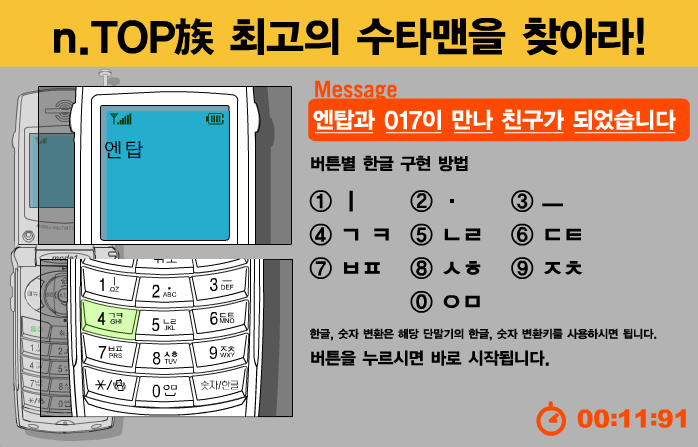 n.TOP族 최고의 수타맨을 찾아라!
Message
엔탑과 017이 만나 친구가 되었습니다
엔탑
버튼별 한글 구현 방법
① ㅣ ② · ③ ㅡ
④ ㄱ ㅋ ⑤ ㄴㄹ ⑥ ㄷㅌ
⑦ ㅂㅍ ⑧ ㅅㅎ ⑨ ㅈㅊ
⓪ ㅇㅁ
한글, 숫자 변환은 해당 단말기의 한글, 숫자 변환키를 사용하시면 됩니다.
버튼을 누르시면 바로 시작됩니다.
1 ㅣ .QZ 2 · ABC 3 ㅡ DEF
4 ㄱㅋ GHI 5 ㄴㄹ JKL 6 ㄷㅌ MNO
7 ㅂㅍ PRS 8 ㅅㅎ TUV 9 ㅈㅊ WXY
0 ㅇㅁ 숫자/한글
00:11:91